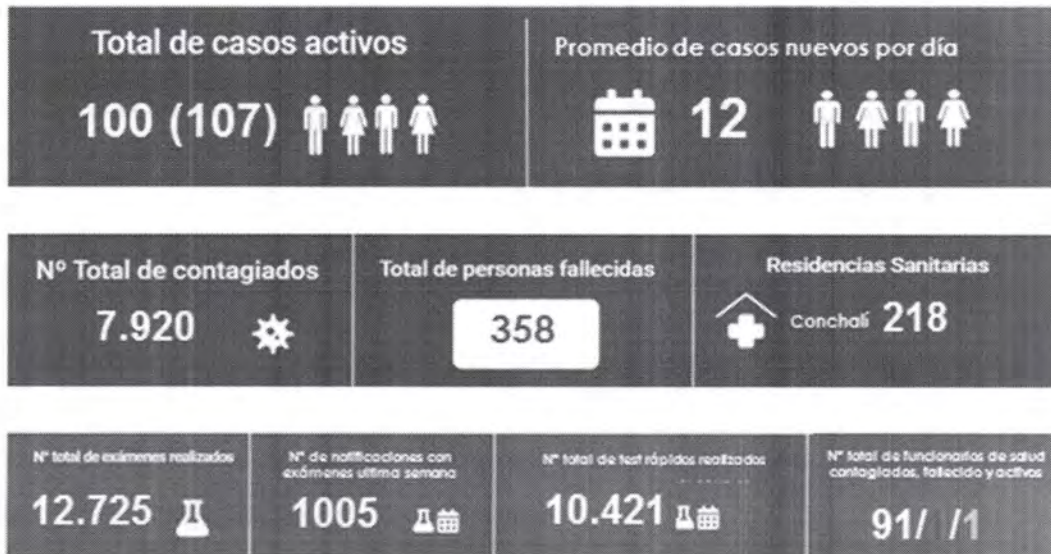 Total de casos activos
100 (107)
Promedio de casos nuevos por día
12
Nº Total de contagiados
7.920
Total de personas fallecidas
358
Residencias Sanitarias
Conchalí 218
Nº total de exámenes realizados
12.725
Nº de notificaciones con
exámenes ultima semana
1005
Nº total de test rápidos realizados
10.421
Nº total de funcionarios de salud
contagiados, fallecido y activos
91/ /1